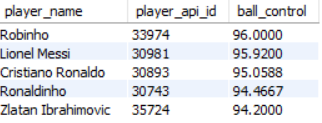 player_name player_api_id ball_control
Robinho 33974 96.0000
Lionel Messi 30981 95.9200
Cristiano Ronaldo 30893 95.0588
Ronaldinho 30743 94.4667
Zlatan Ibrahimovic 35724 94.2000